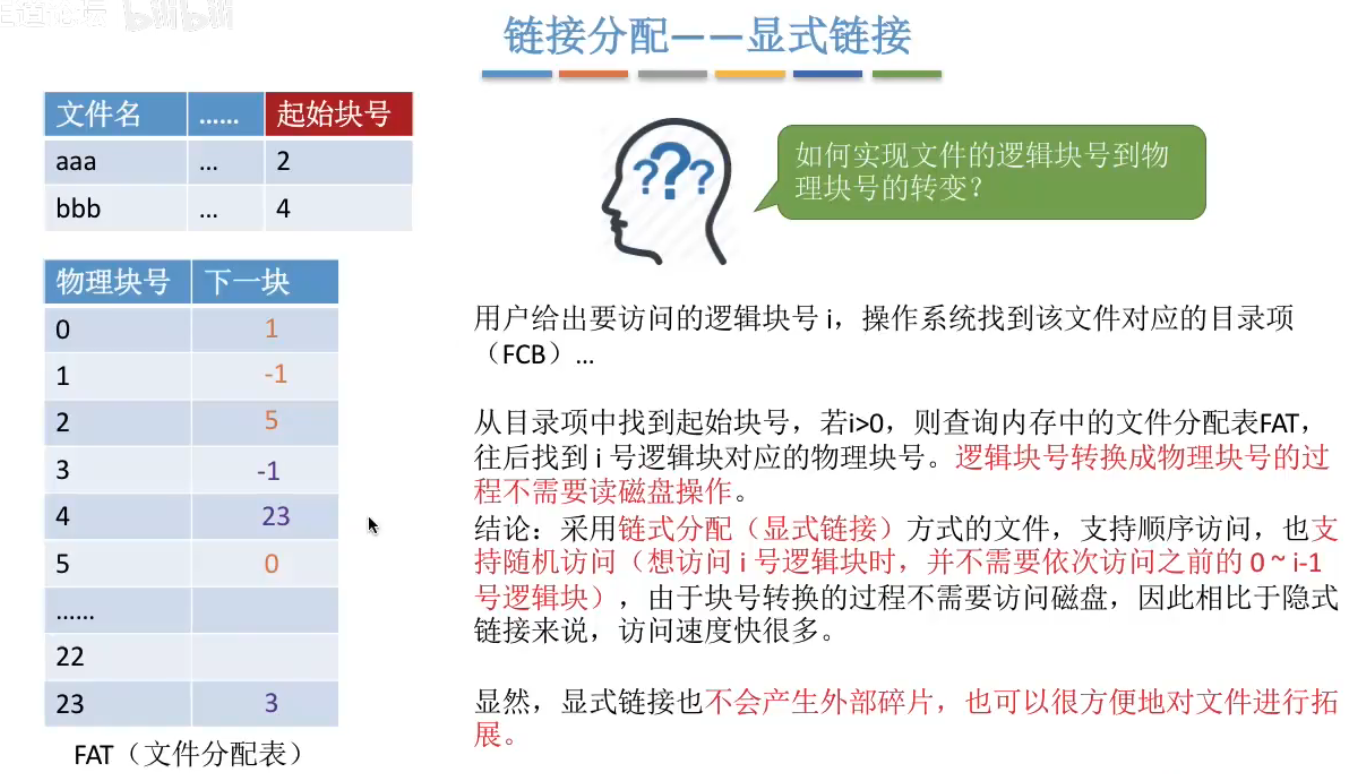 bilibili
链接分配——显式链接
文件名 …… 起始块号
aaa … 2
bbb … 4
物理块号 下一块
0 1
1 -1
2 5
3 -1
4 23
5 0
……
22
23 3
FAT（文件分配表）
???
如何实现文件的逻辑块号到物
理块号的转变？
用户给出要访问的逻辑块号 i，操作系统找到该文件对应的目录项
（FCB）…
从目录项中找到起始块号，若i>0，则查询内存中的文件分配表FAT，
往后找到 i 号逻辑块对应的物理块号。逻辑块号转换成物理块号的过
程不需要读磁盘操作。
结论：采用链式分配（显式链接）方式的文件，支持顺序访问，也支
持随机访问（想访问 i 号逻辑块时，并不需要依次访问之前的 0 ~ i-1
号逻辑块），由于块号转换的过程不需要访问磁盘，因此相比于隐式
链接来说，访问速度快很多。
显然，显式链接也不会产生外部碎片，也可以很方便地对文件进行拓
展。